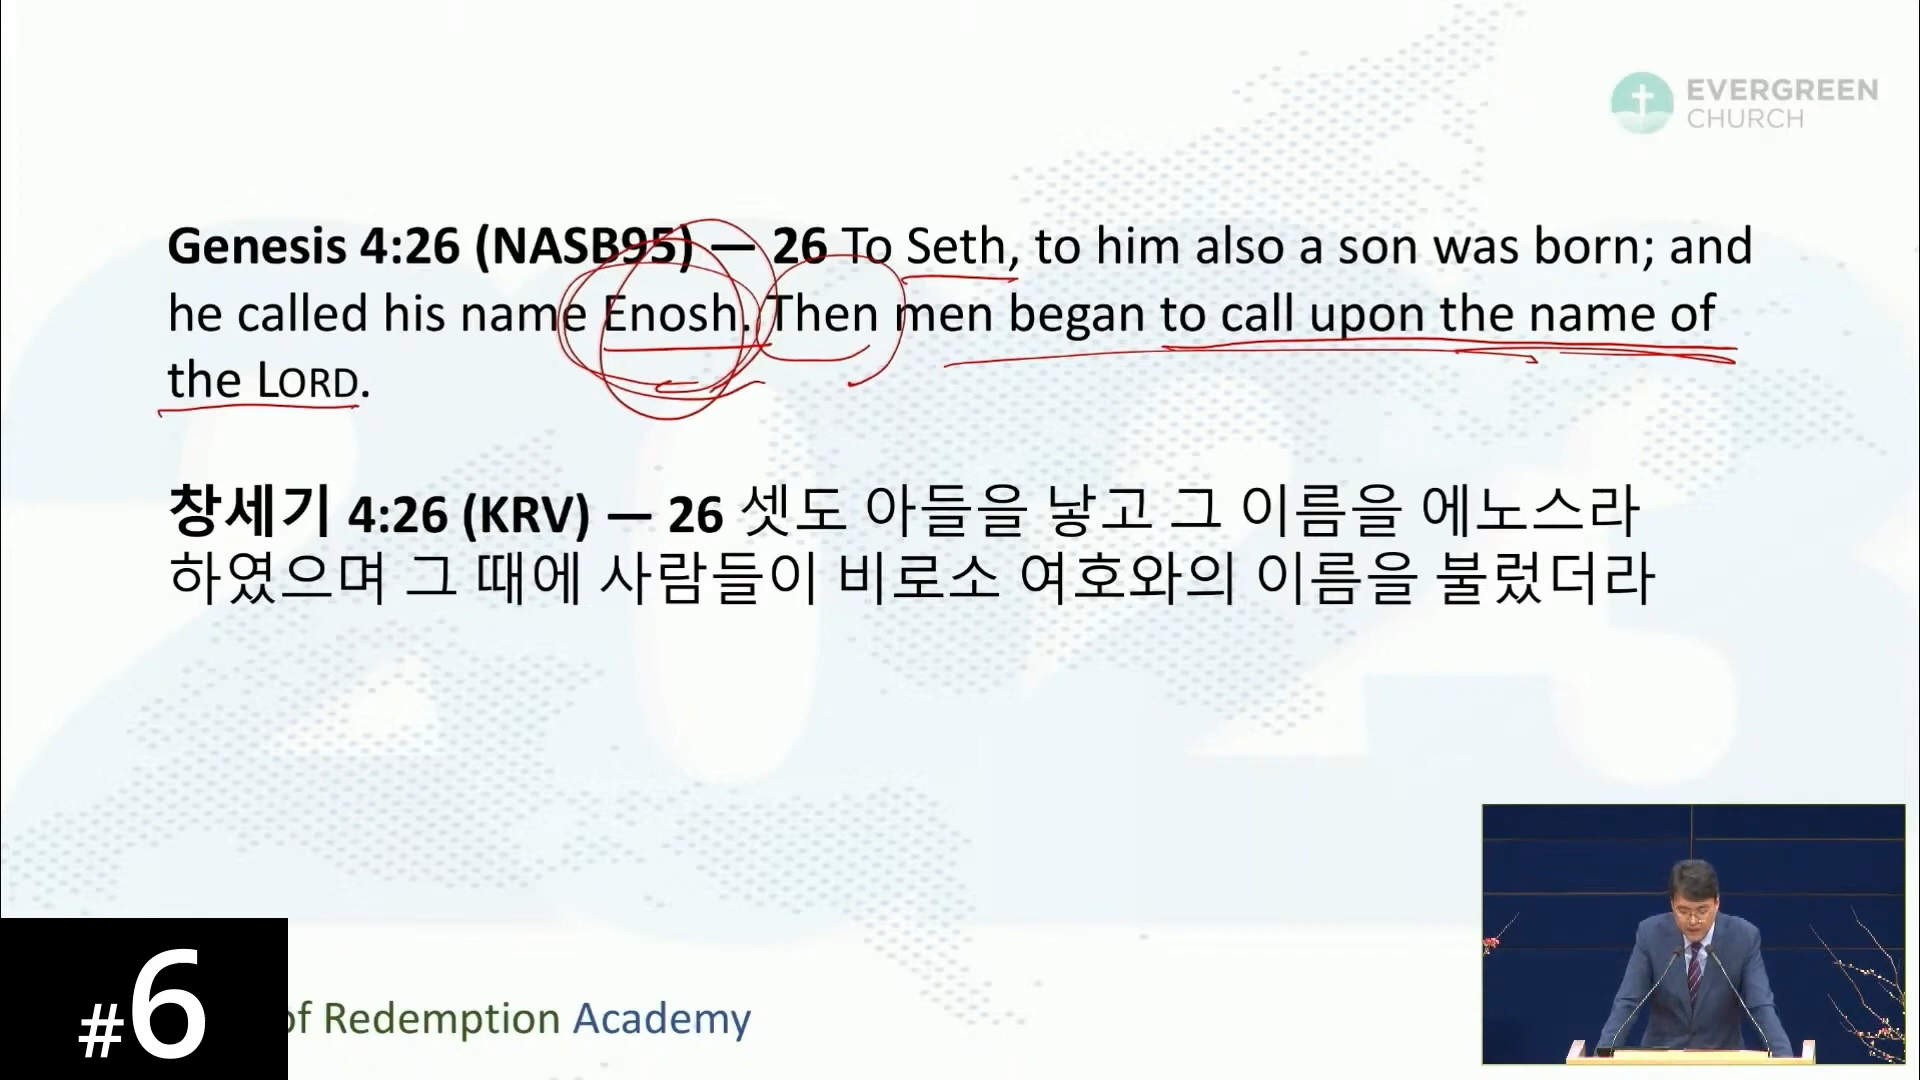 EVERGREEN
CHURCH
Genesis 4:26 (NASB95) — 26 To Seth, to him also a son was born; and
he called his name Enosh. Then men began to call upon the name of
the LORD.
창세기 4:26 (KRV) — 26 셋도 아들을 낳고 그 이름을 에노스라
하였으며 그 때에 사람들이 비로소 여호와의 이름을 불렀더라
#6
of Redemption Academy